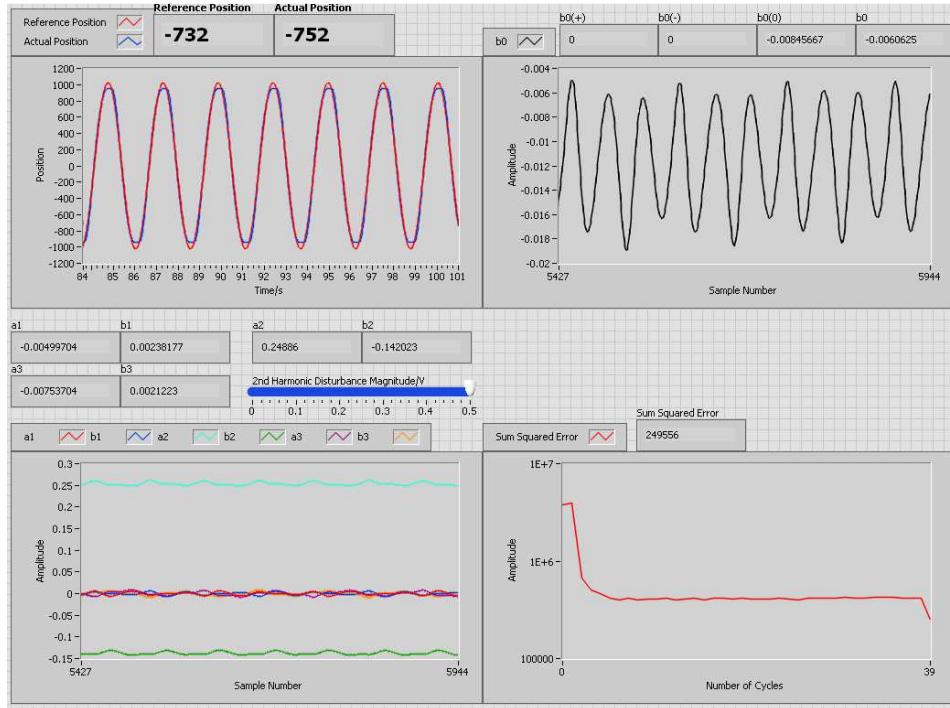 Reference Position Actual Position
Reference Position
Actual Position
-732 -752
b0 b0(+) b0(-) b0(0) b0
0 0 -0.00845667 -0.0060625
1200
1000
800
600
400
200
0
-200
-400
-600
-800
-1000
-1200
Position
84 85 86 87 88 89 90 91 92 93 94 95 96 97 98 99 100 101
Time/s
-0.004
-0.006
-0.008
-0.01
-0.012
-0.014
-0.016
-0.018
-0.02
Amplitude
5427 5944
Sample Number
a1 b1 a2 b2
-0.00499704 0.00238177 0.24886 -0.142023
a3 b3
-0.00753704 0.0021223
2nd Harmonic Disturbance Magnitude/V
0 0.1 0.2 0.3 0.4 0.5
a1 b1 a2 b2 a3 b3
0.3
0.25
0.2
0.15
0.1
0.05
0
-0.05
-0.1
-0.15
Amplitude
5427 5944
Sample Number
Sum Squared Error
Sum Squared Error
249556
1E+7
1E+6
100000
Amplitude
0 39
Number of Cycles